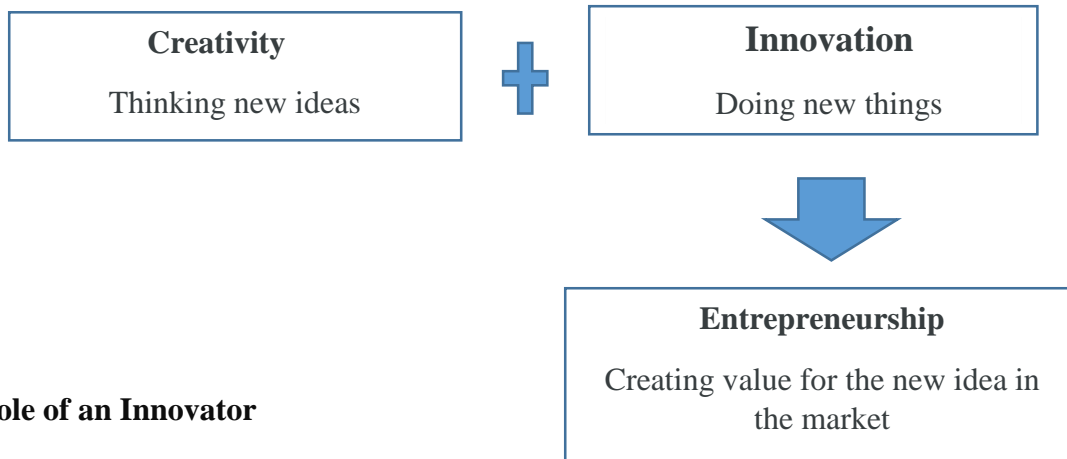 Creativity
Thinking new ideas
Innovation
Doing new things
Entrepreneurship
Creating value for the new idea in
the market
ole of an Innovator